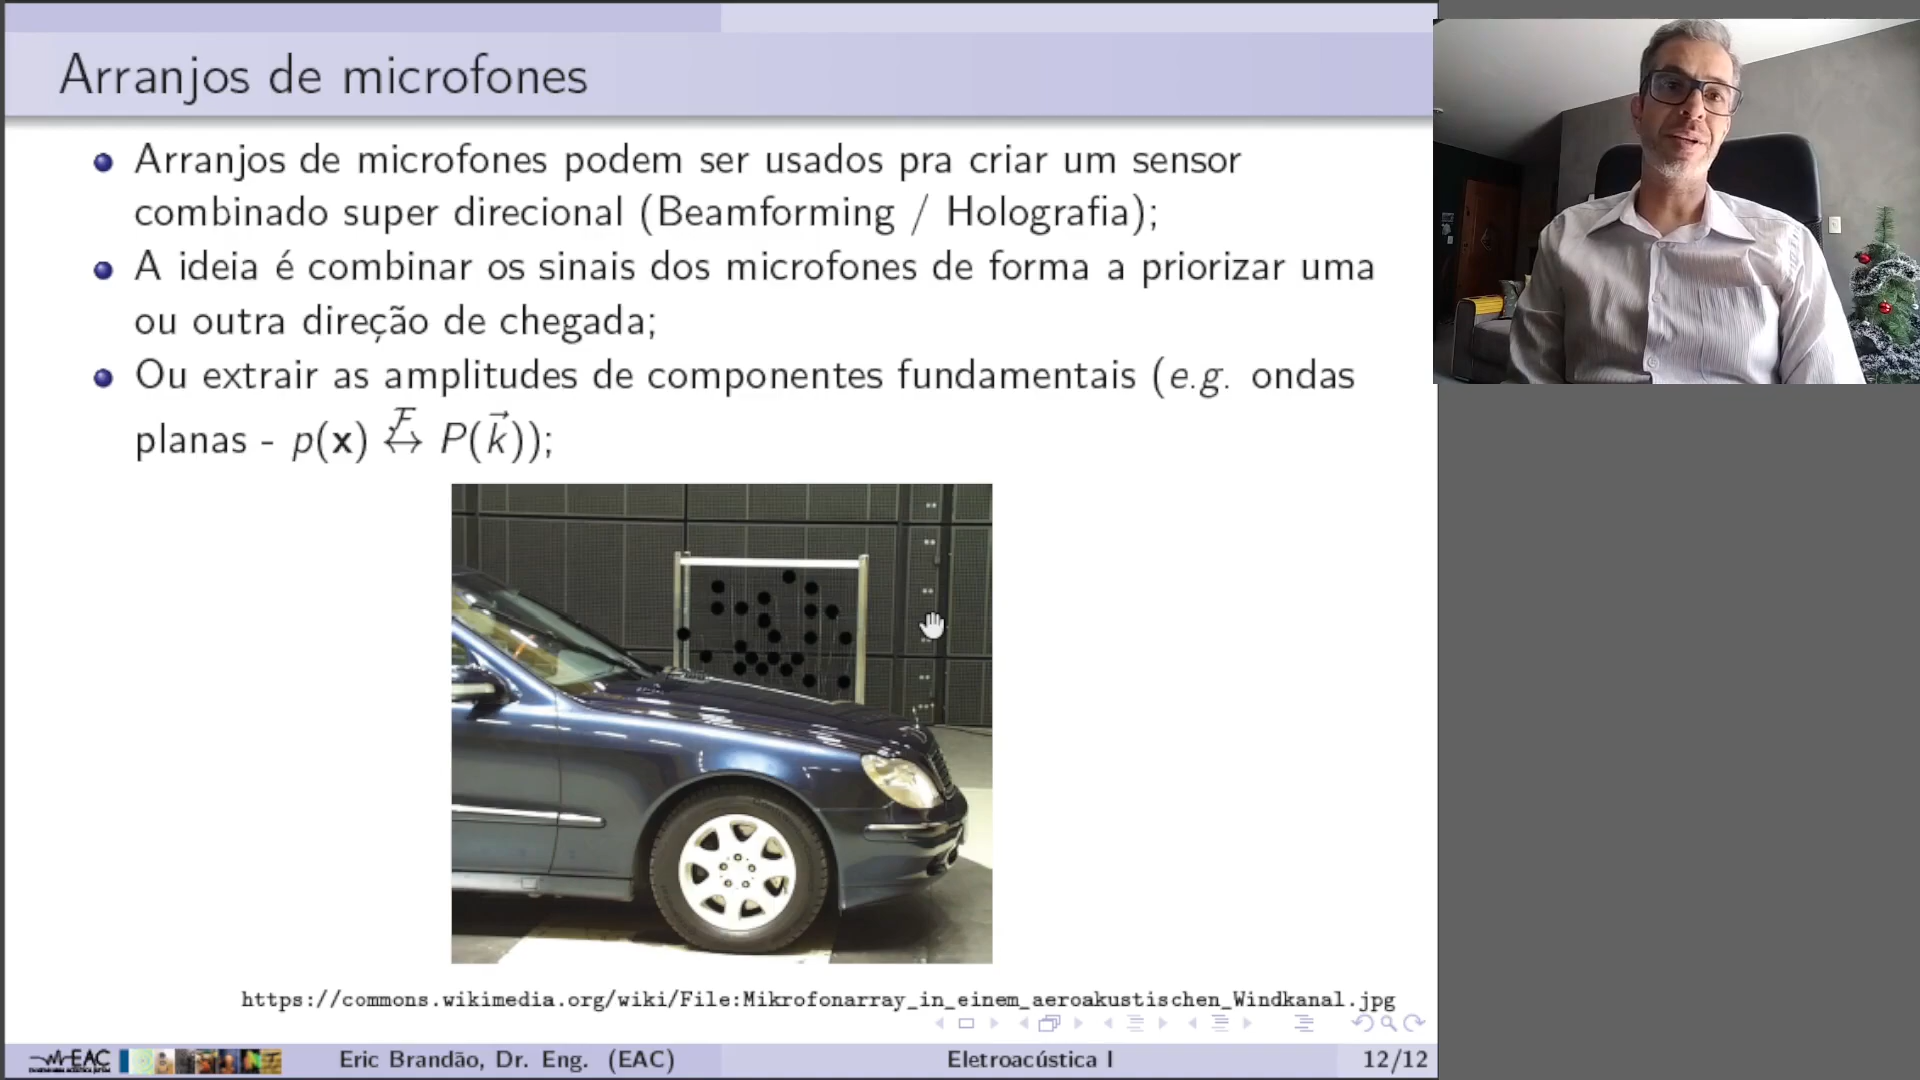 Arranjos de microfones
Arranjos de microfones podem ser usados pra criar um sensor
combinado super direcional (Beamforming / Holografia);
A ideia é combinar os sinais dos microfones de forma a priorizar uma
ou outra direção de chegada;
Ou extrair as amplitudes de componentes fundamentais (e.g. ondas
planas - p(x) ℱ↔ P(k⃗));
https://commons.wikimedia.org/wiki/File:Mikrofonarray_in_einem_aeroakustischen_Windkanal.jpg
EAC
Eric Brandão, Dr. Eng. (EAC)
Eletroacústica I
12/12